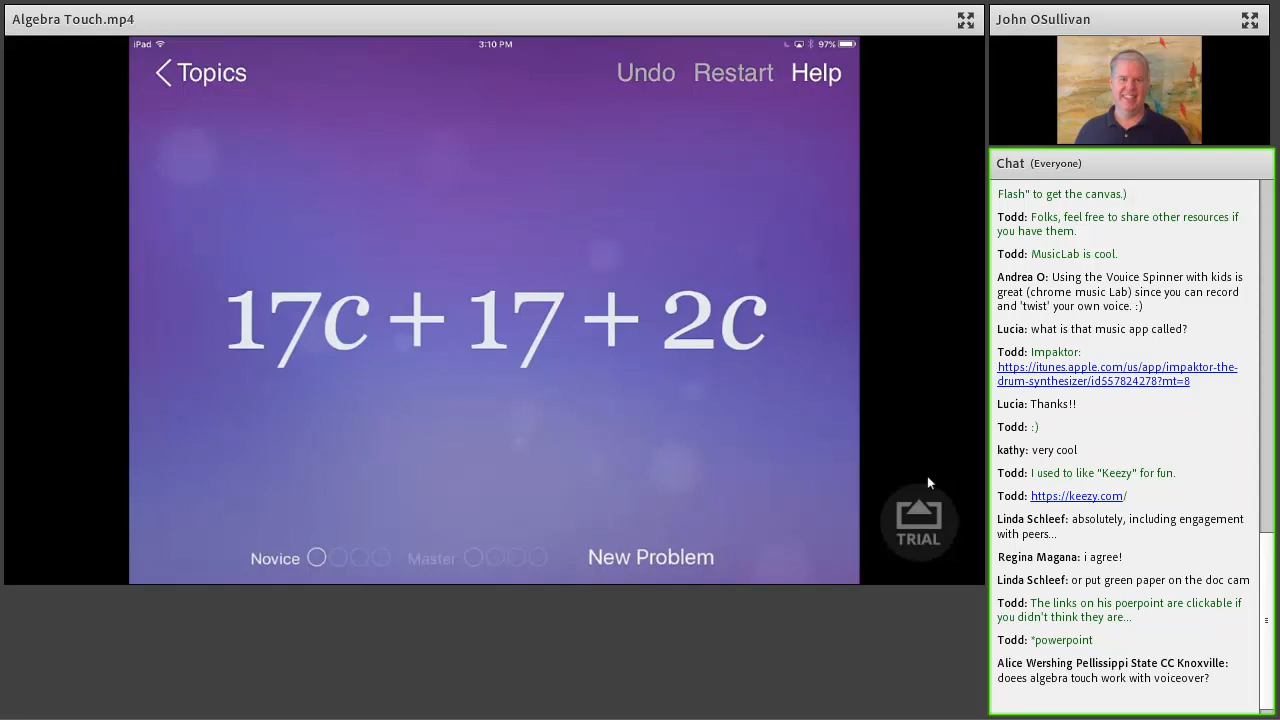 Algebra Touch.mp4
iPad
3:10 PM
97%
Topics
Undo Restart Help
17c + 17 + 2c
TRIAL
Novice
Master
New Problem
John OSullivan
Chat (Everyone)
Flash" to get the canvas.)
Todd: Folks, feel free to share other resources if
you have them.
Todd: MusicLab is cool.
Andrea O: Using the Vouice Spinner with kids is
great (chrome music Lab) since you can record
and 'twist' your own voice. :)
Lucia: what is that music app called?
Todd: Impaktor:
https://itunes.apple.com/us/app/impaktor-the-
drum-synthesizer/id557824278?mt=8
Lucia: Thanks!!
Todd: :)
kathy: very cool
Todd: I used to like "Keezy" for fun.
Todd: https://keezy.com/
Linda Schleef: absolutely, including engagement
with peers...
Regina Magana: i agree!
Linda Schleef: or put green paper on the doc cam
Todd: The links on his poerpoint are clickable if
you didn't think they are...
Todd: *powerpoint
Alice Wershing Pellissippi State CC Knoxville:
doees algebra touch work with voiceover?